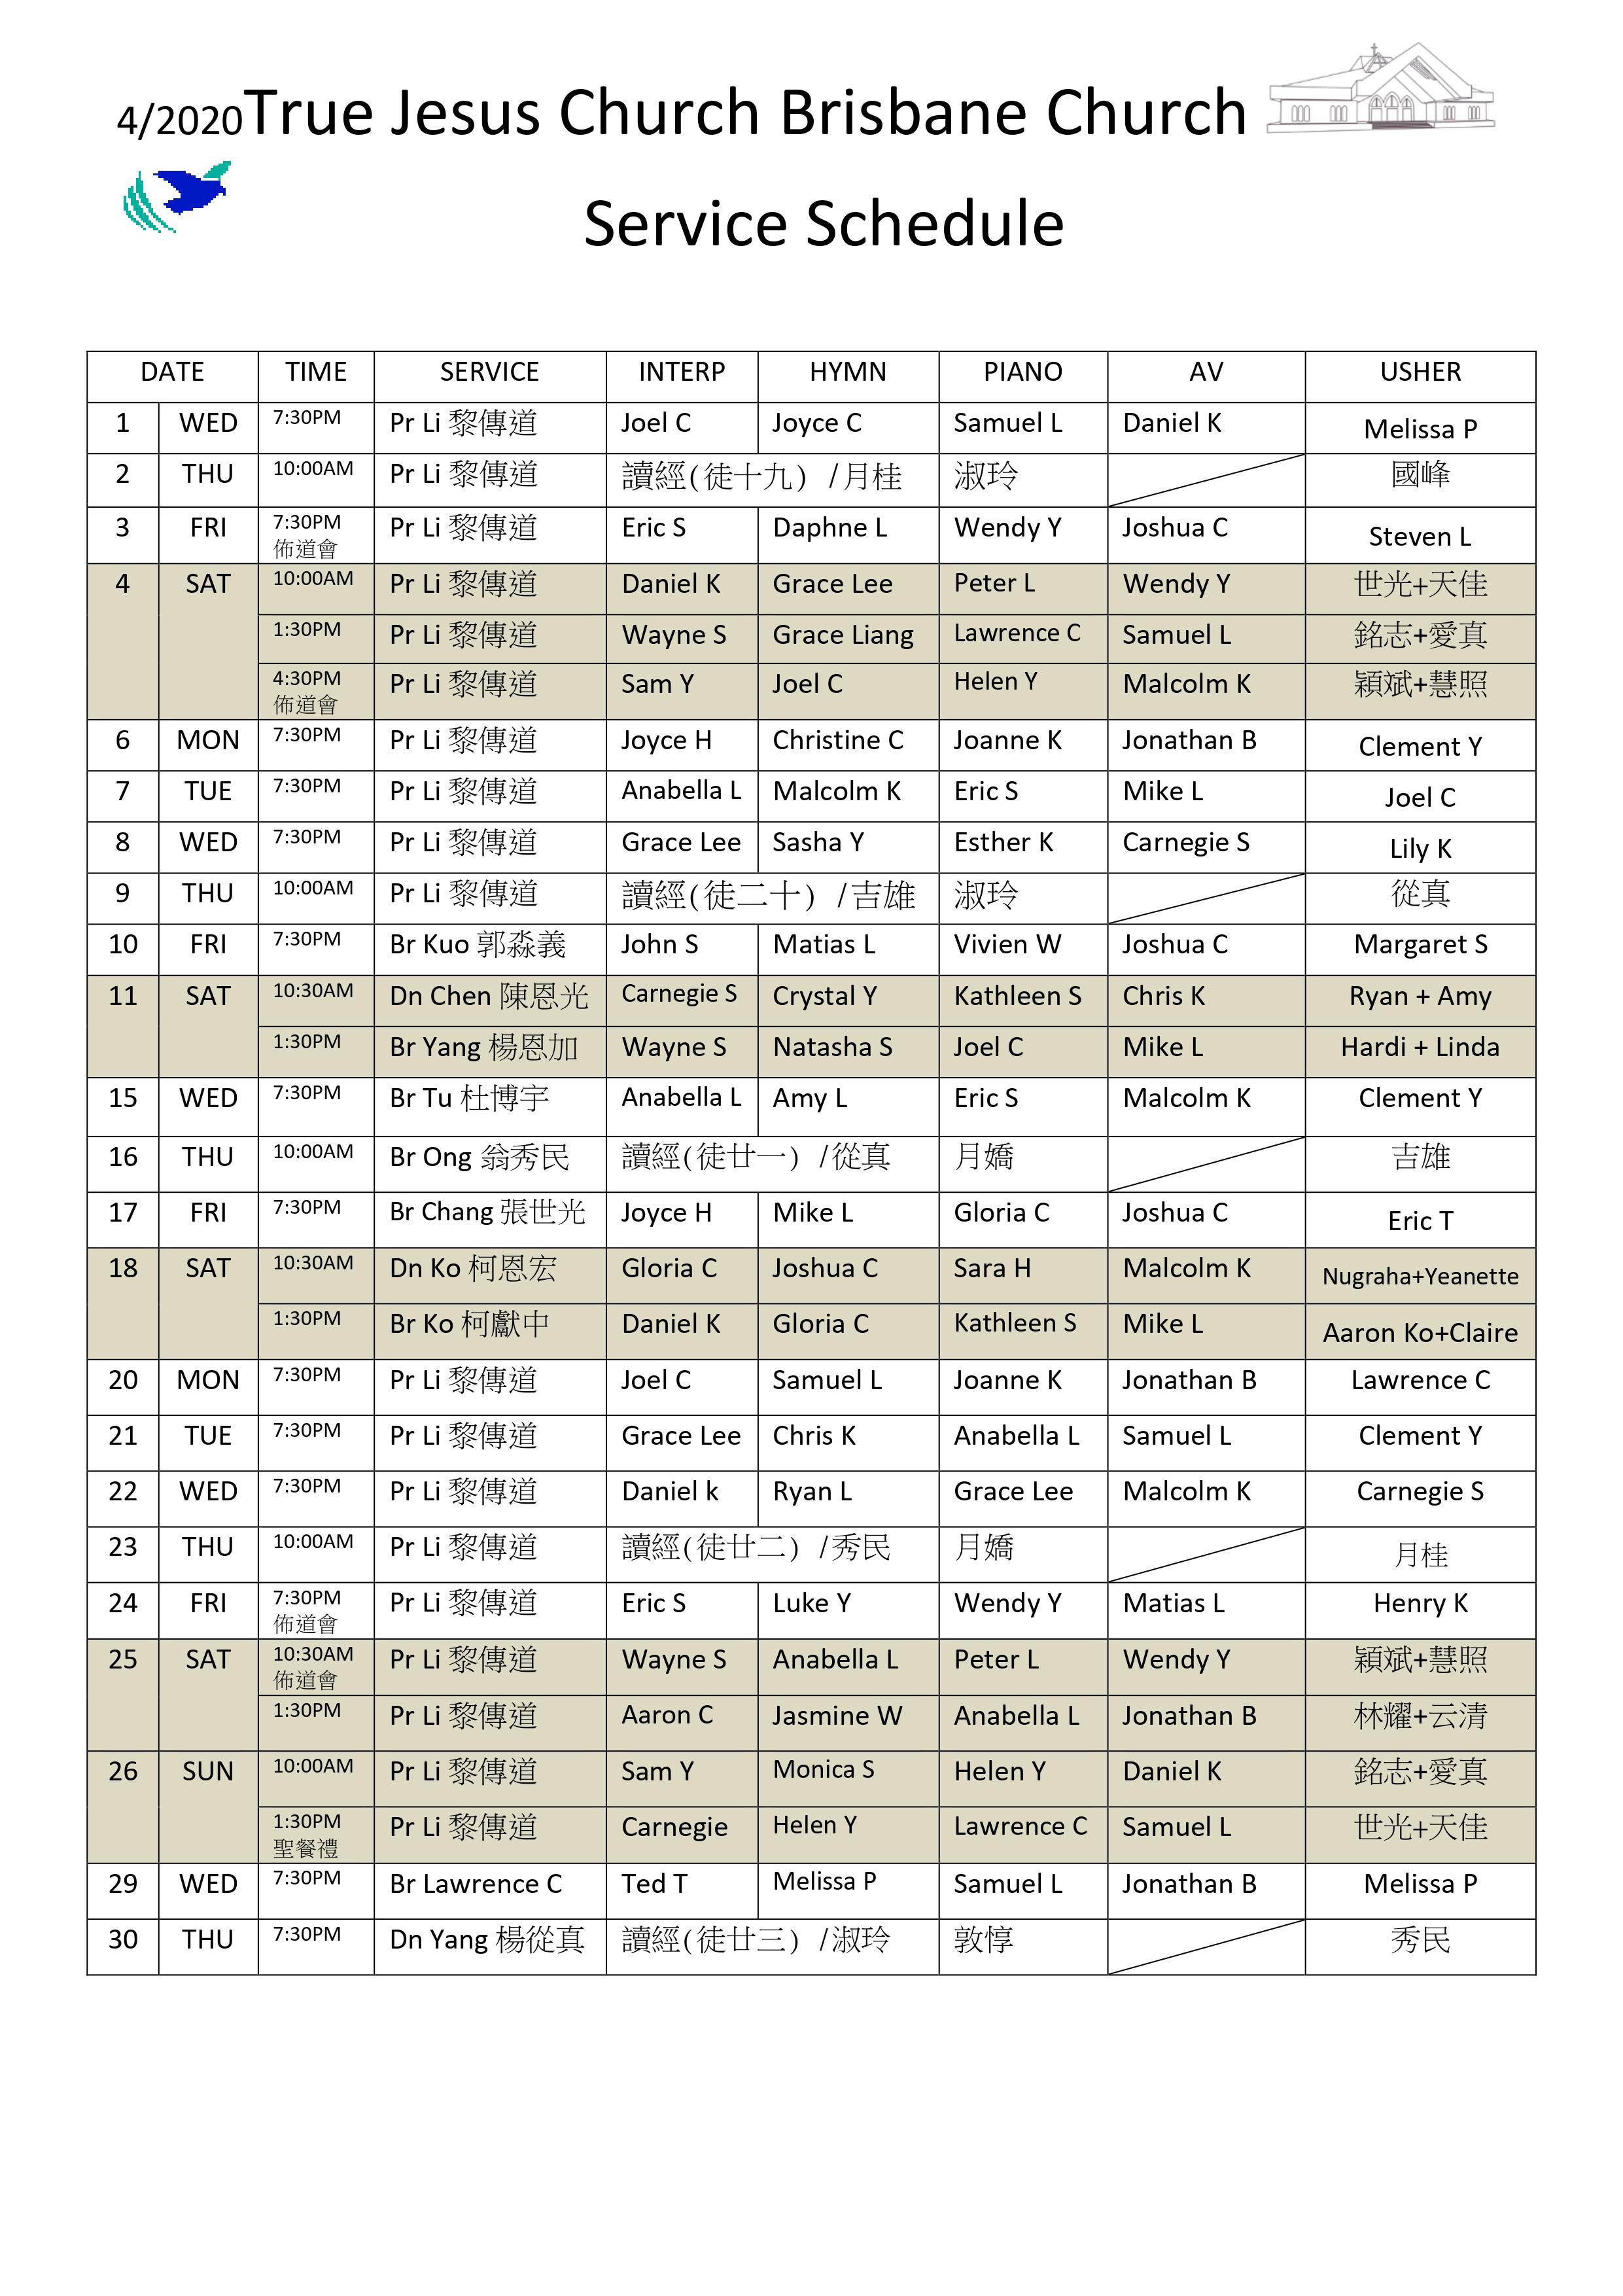 4/2020True Jesus Church Brisbane Church
Service Schedule
DATE TIME SERVICE INTERP HYMN PIANO AV USHER
1 WED 7:30PM Pr Li 黎傳道 Joel C Joyce C Samuel L Daniel K Melissa P
2 THU 10:00AM Pr Li 黎傳道 讀經(徒十九) /月桂 淑玲 國峰
3 FRI 7:30PM Pr Li 黎傳道 Eric S Daphne L Wendy Y Joshua C Steven L
佈道會
4 SAT 10:00AM Pr Li 黎傳道 Daniel K Grace Lee Peter L Wendy Y 世光+天佳
1:30PM Pr Li 黎傳道 Wayne S Grace Liang Lawrence C Samuel L 銘志+愛真
4:30PM Pr Li 黎傳道 Sam Y Joel C Helen Y Malcolm K 穎斌+慧照
佈道會
6 MON 7:30PM Pr Li 黎傳道 Joyce H Christine C Joanne K Jonathan B Clement Y
7 TUE 7:30PM Pr Li 黎傳道 Anabella L Malcolm K Eric S Mike L Joel C
8 WED 7:30PM Pr Li 黎傳道 Grace Lee Sasha Y Esther K Carnegie S Lily K
9 THU 10:00AM Pr Li 黎傳道 讀經(徒二十) /吉雄 淑玲 從真
10 FRI 7:30PM Br Kuo 郭淼義 John S Matias L Vivien W Joshua C Margaret S
11 SAT 10:30AM Dn Chen 陳恩光 Carnegie S Crystal Y Kathleen S Chris K Ryan + Amy
1:30PM Br Yang 楊恩加 Wayne S Natasha S Joel C Mike L Hardi + Linda
15 WED 7:30PM Br Tu 杜博宇 Anabella L Amy L Eric S Malcolm K Clement Y
16 THU 10:00AM Br Ong 翁秀民 讀經(徒廿一) /從真 月嬌 吉雄
17 FRI 7:30PM Br Chang 張世光 Joyce H Mike L Gloria C Joshua C Eric T
18 SAT 10:30AM Dn Ko 柯恩宏 Gloria C Joshua C Sara H Malcolm K Nugraha+Yeanette
1:30PM Br Ko 柯獻中 Daniel K Gloria C Kathleen S Mike L Aaron Ko+Claire
20 MON 7:30PM Pr Li 黎傳道 Joel C Samuel L Joanne K Jonathan B Lawrence C
21 TUE 7:30PM Pr Li 黎傳道 Grace Lee Chris K Anabella L Samuel L Clement Y
22 WED 7:30PM Pr Li 黎傳道 Daniel k Ryan L Grace Lee Malcolm K Carnegie S
23 THU 10:00AM Pr Li 黎傳道 讀經(徒廿二) /秀民 月嬌 月桂
24 FRI 7:30PM Pr Li 黎傳道 Eric S Luke Y Wendy Y Matias L Henry K
佈道會
25 SAT 10:30AM Pr Li 黎傳道 Wayne S Anabella L Peter L Wendy Y 穎斌+慧照
佈道會
1:30PM Pr Li 黎傳道 Aaron C Jasmine W Anabella L Jonathan B 林耀+云清
26 SUN 10:00AM Pr Li 黎傳道 Sam Y Monica S Helen Y Daniel K 銘志+愛真
1:30PM Pr Li 黎傳道 Carnegie Helen Y Lawrence C Samuel L 世光+天佳
聖餐禮
29 WED 7:30PM Br Lawrence C Ted T Melissa P Samuel L Jonathan B Melissa P
30 THU 7:30PM Dn Yang 楊從真 讀經(徒廿三) /淑玲 敦惇 秀民